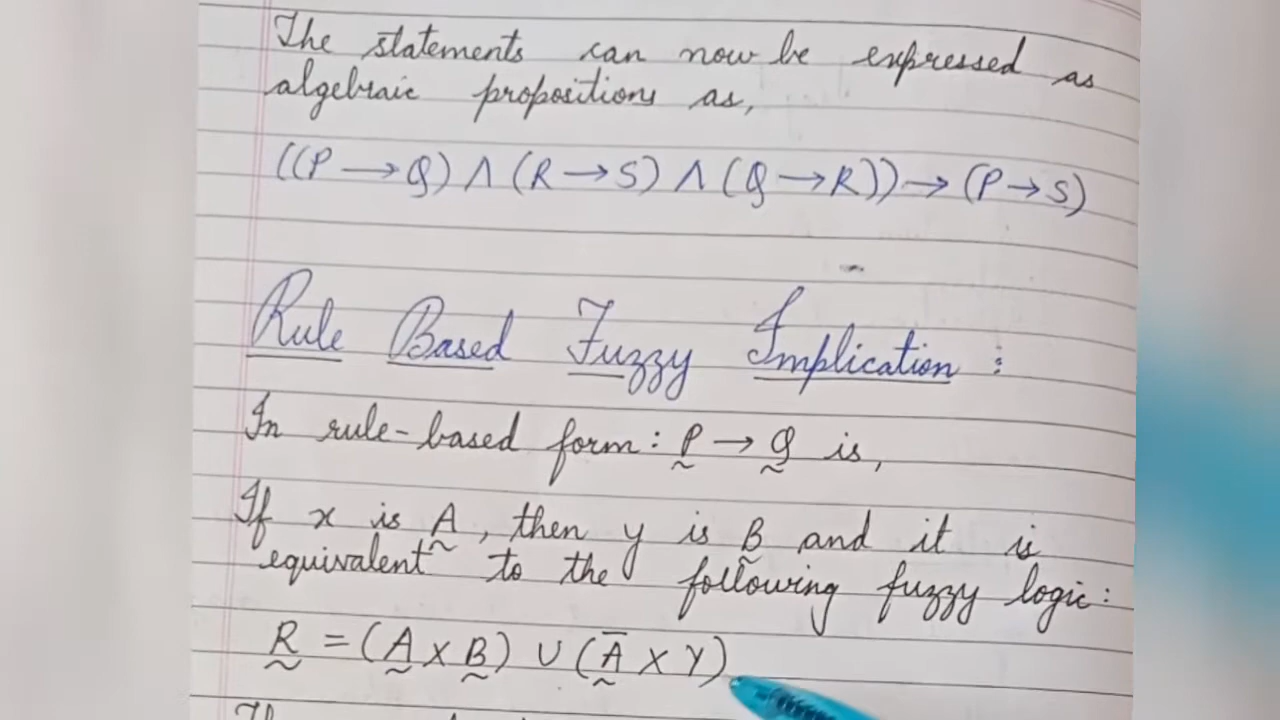 The statements can now be expressed as
algebraic propositions as,
((P → Q) ∧ (R → S) ∧ (Q → R)) → (P → S)
Rule Based Fuzzy Implication :
In rule-based form: P̰ → Q̰ is,
If x is A̰, then y is B̰ and it is
equivalent to the following fuzzy logic:
R̰ = (A̰ × B̰) ∪ (Ā̰ × Y)